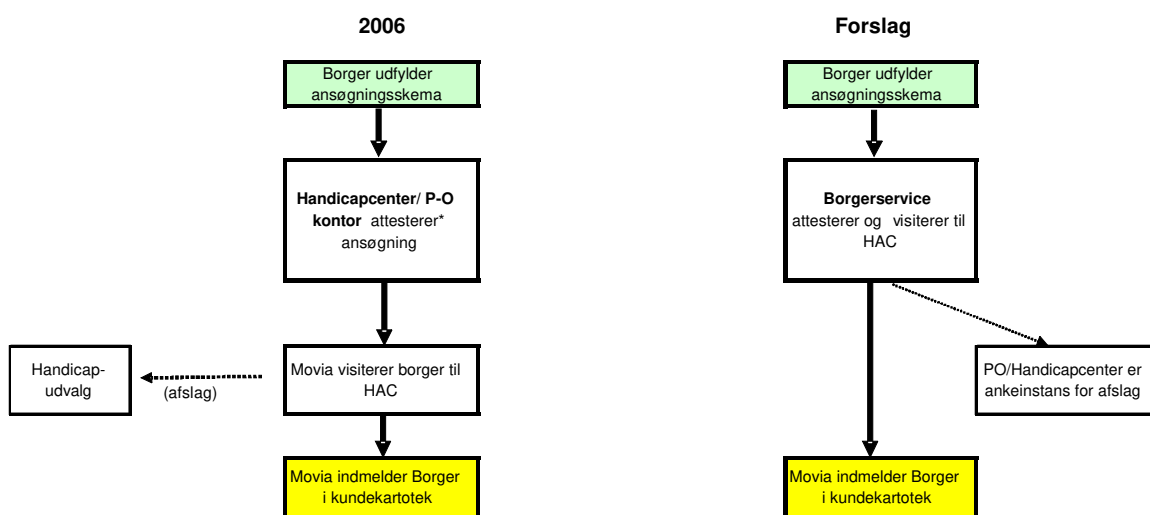 2006
Borger udfylder
ansøgningsskema
Handicapcenter/ P-O
kontor attesterer*
ansøgning
Movia visiterer borger til
HAC
Handicap-
udvalg
(afslag)
Movia indmelder Borger
i kundekartotek
Forslag
Borger udfylder
ansøgningsskema
Borgerservice
attesterer og visiterer til
HAC
PO/Handicapcenter er
ankeinstans for afslag
Movia indmelder Borger
i kundekartotek